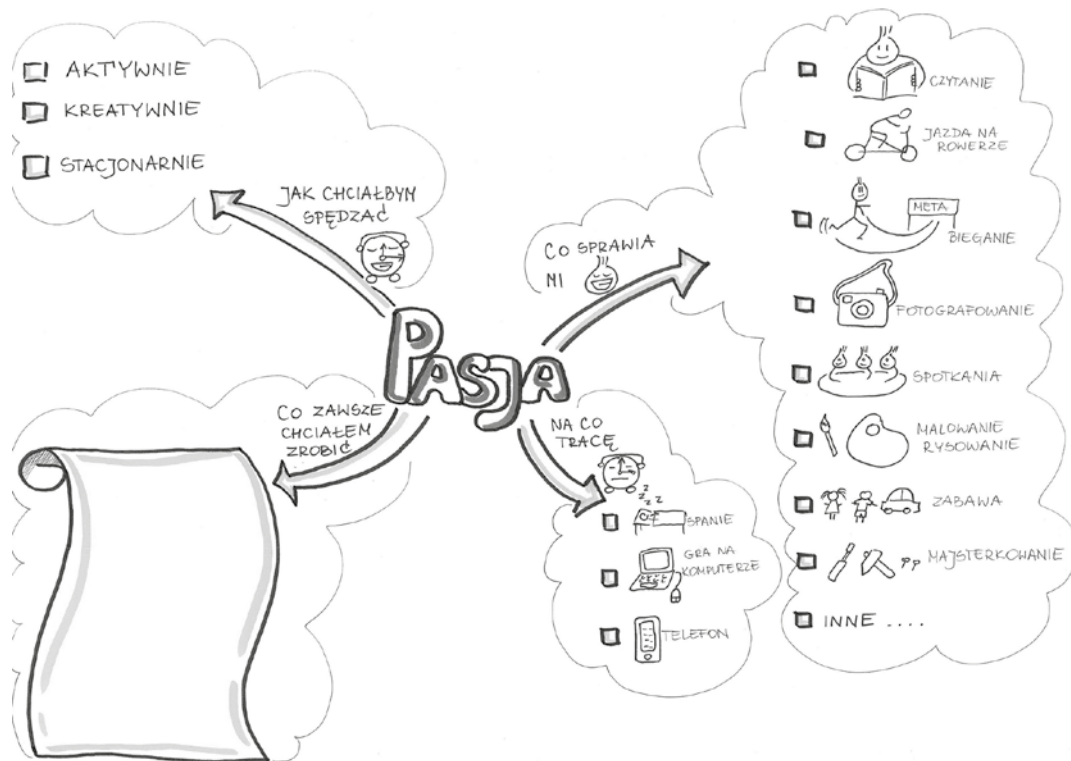 PASJA
JAK CHCIAŁBYM
SPĘDZAĆ
AKTYWNIE
KREATYWNIE
STACJONARNIE
CO SPRAWIA
MI
CZYTANIE
JAZDA NA
ROWERZE
META
BIEGANIE
FOTOGRAFOWANIE
SPOTKANIA
MALOWANIE
RYSOWANIE
ZABAWA
MAJSTERKOWANIE
INNE ....
NA CO
TRACĘ
z z z z
SPANIE
GRA NA
KOMPUTERZE
TELEFON
CO ZAWSZE
CHCIAŁEM
ZROBIĆ